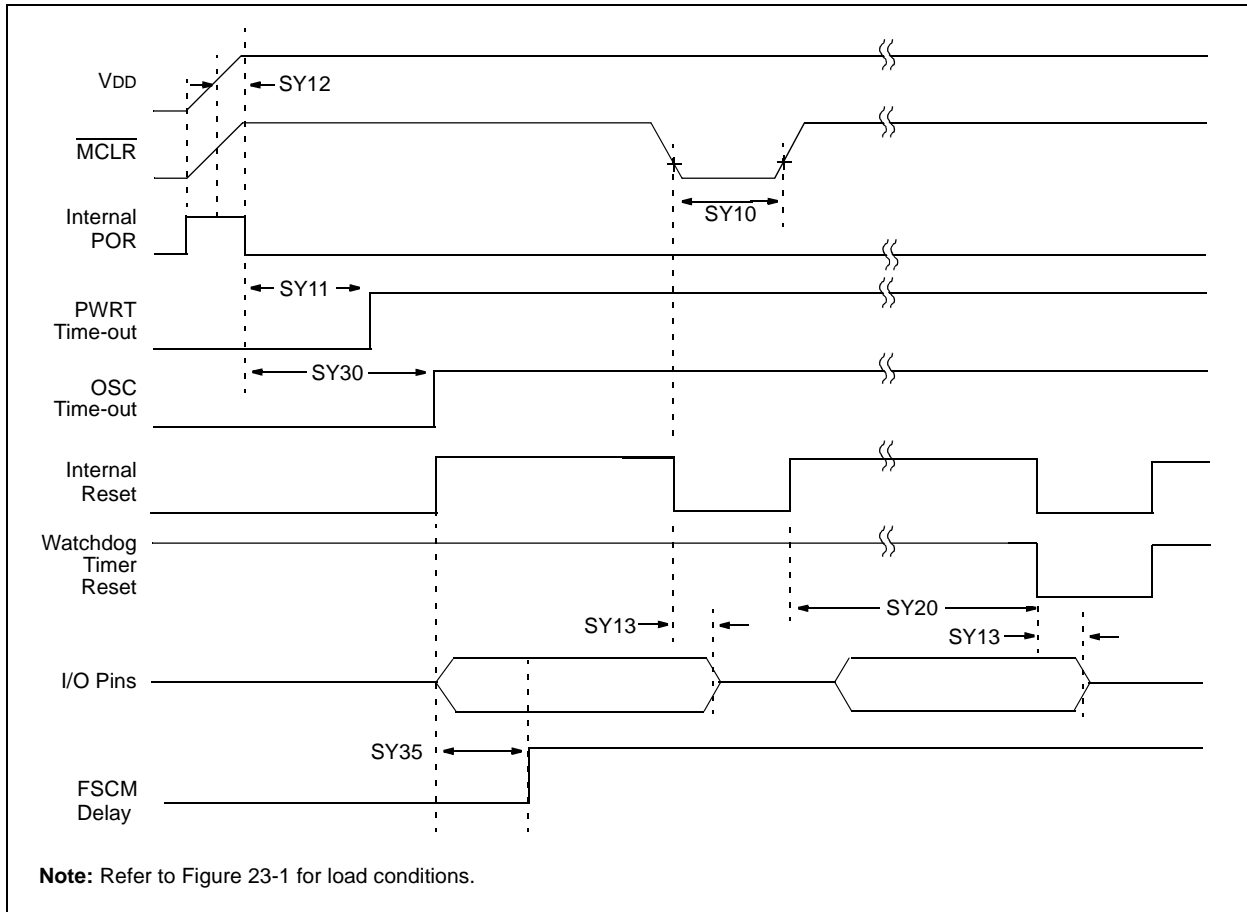 VDD
SY12
MCLR
SY10
Internal
POR
SY11
PWRT
Time-out
SY30
OSC
Time-out
Internal
Reset
Watchdog
Timer
Reset
SY20
SY13
SY13
I/O Pins
SY35
FSCM
Delay
Note: Refer to Figure 23-1 for load conditions.